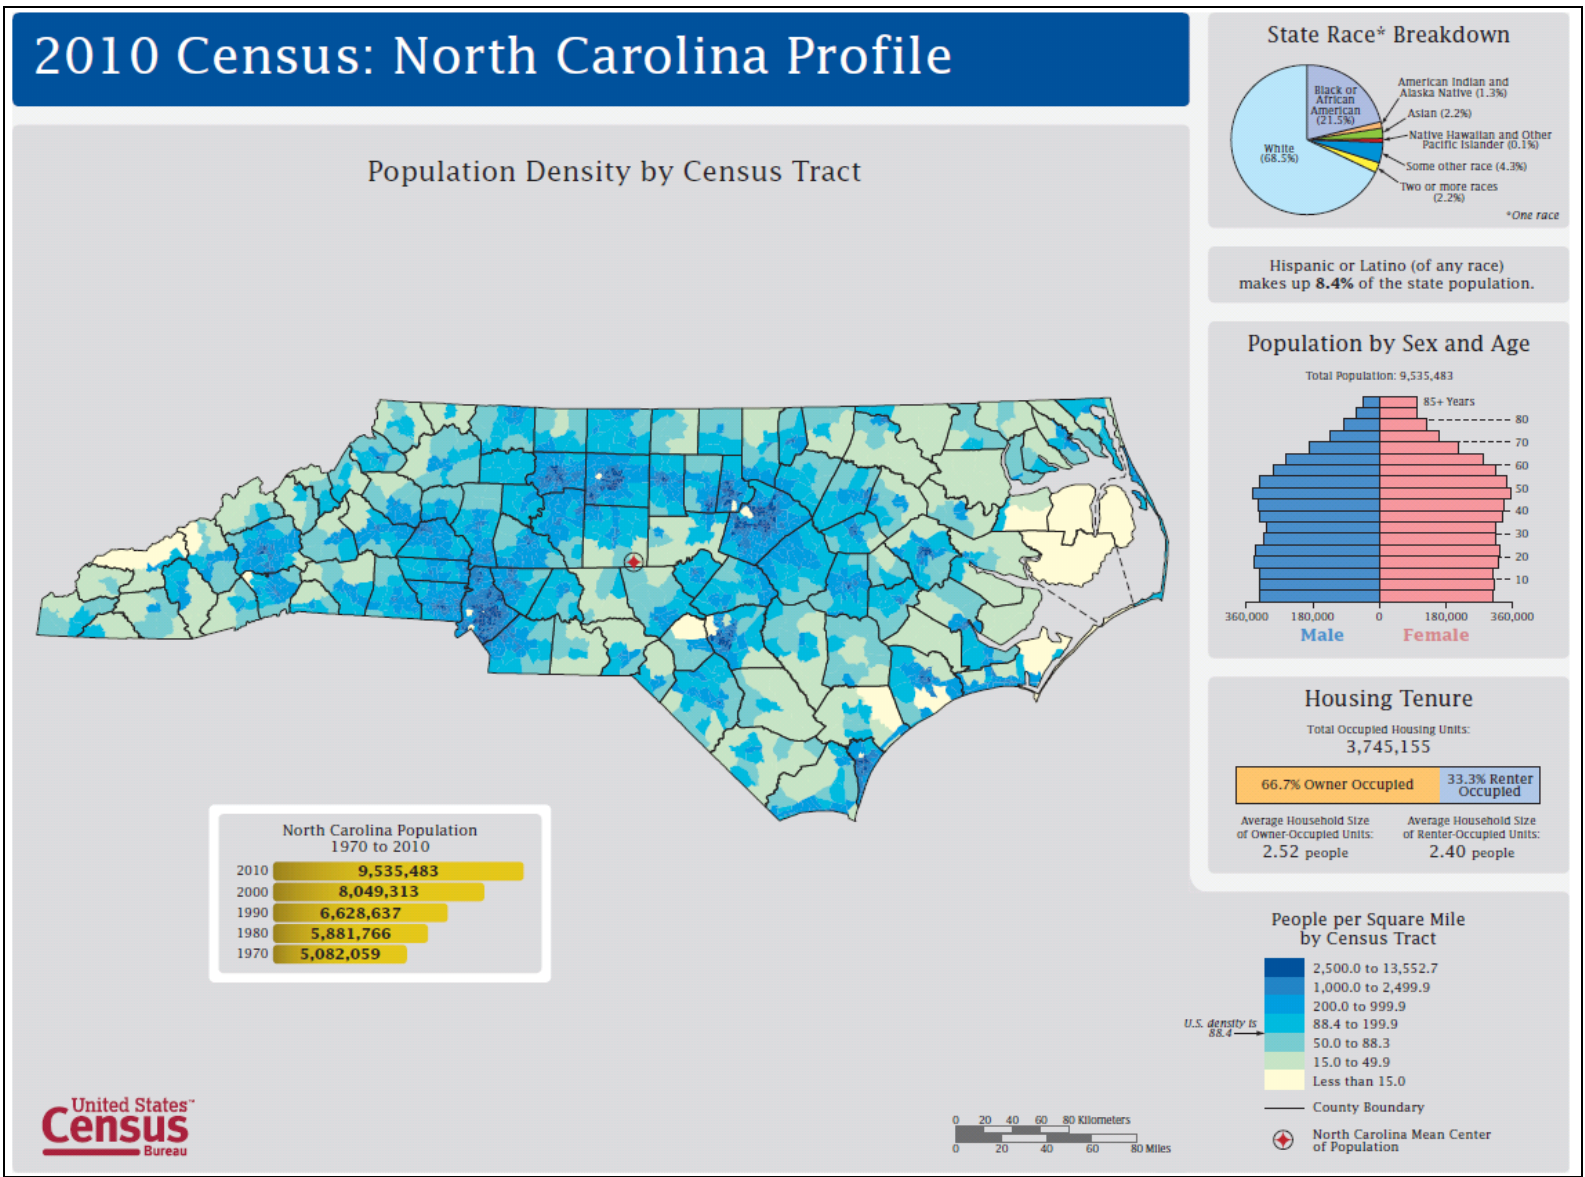 2010 Census: North Carolina Profile
Population Density by Census Tract
North Carolina Population
1970 to 2010
2010 9,535,483
2000 8,049,313
1990 6,628,637
1980 5,881,766
1970 5,082,059
United States™
Census
Bureau
0 20 40 60 80 Kilometers
0 20 40 60 80 Miles
State Race* Breakdown
Black or
African
American
(21.5%)
American Indian and
Alaska Native (1.3%)
Asian (2.2%)
Native Hawaiian and Other
Pacific Islander (0.1%)
White
(68.5%)
Some other race (4.3%)
Two or more races
(2.2%)
*One race
Hispanic or Latino (of any race)
makes up 8.4% of the state population.
Population by Sex and Age
Total Population: 9,535,483
85+ Years
80
70
60
50
40
30
20
10
360,000 180,000 0 180,000 360,000
Male Female
Housing Tenure
Total Occupied Housing Units:
3,745,155
66.7% Owner Occupied
33.3% Renter
Occupied
Average Household Size
of Owner-Occupied Units:
2.52 people
Average Household Size
of Renter-Occupied Units:
2.40 people
People per Square Mile
by Census Tract
2,500.0 to 13,552.7
1,000.0 to 2,499.9
200.0 to 999.9
88.4 to 199.9
U.S. density is
88.4
50.0 to 88.3
15.0 to 49.9
Less than 15.0
County Boundary
North Carolina Mean Center
of Population